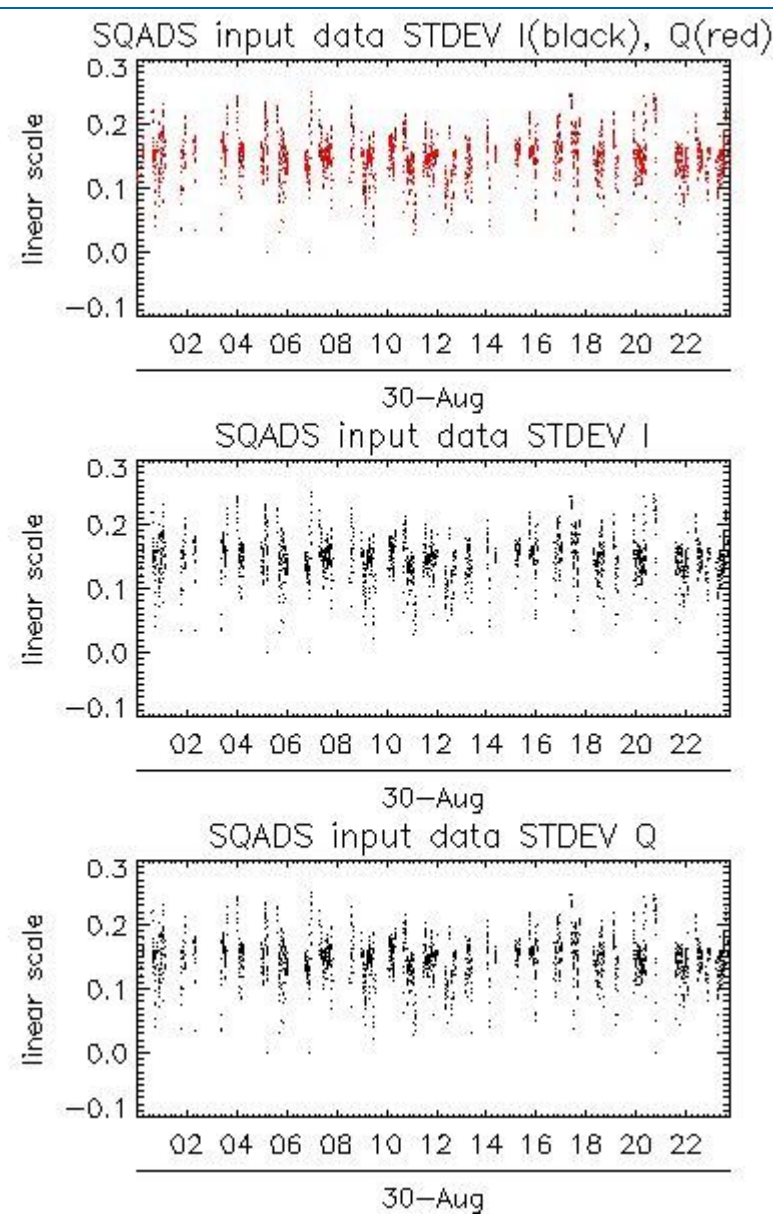 SQADS input data STDEV I(black), Q(red)
0.3
0.2
0.1
0.0
−0.1
linear scale
02 04 06 08 10 12 14 16 18 20 22
30−Aug
SQADS input data STDEV I
0.3
0.2
0.1
0.0
−0.1
linear scale
02 04 06 08 10 12 14 16 18 20 22
30−Aug
SQADS input data STDEV Q
0.3
0.2
0.1
0.0
−0.1
linear scale
02 04 06 08 10 12 14 16 18 20 22
30−Aug